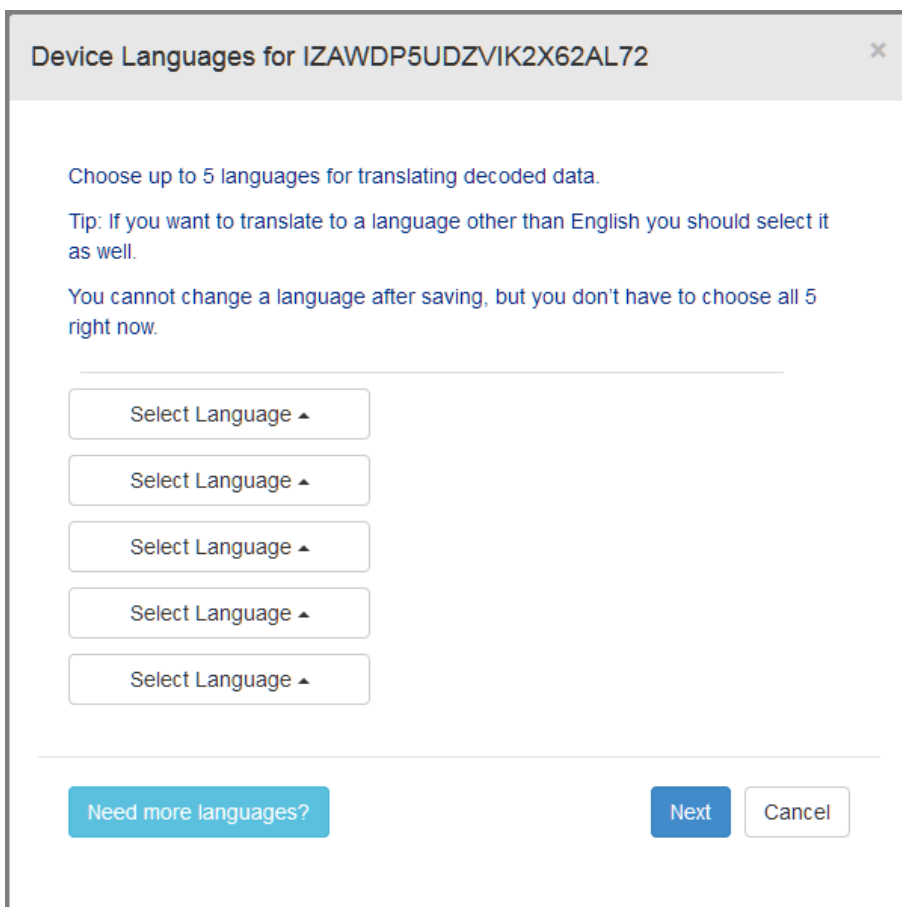 Device Languages for IZAWDP5UDZVIK2X62AL72
×
Choose up to 5 languages for translating decoded data.
Tip: If you want to translate to a language other than English you should select it
as well.
You cannot change a language after saving, but you don't have to choose all 5
right now.
Select Language
Select Language
Select Language
Select Language
Select Language
Need more languages?
Next
Cancel